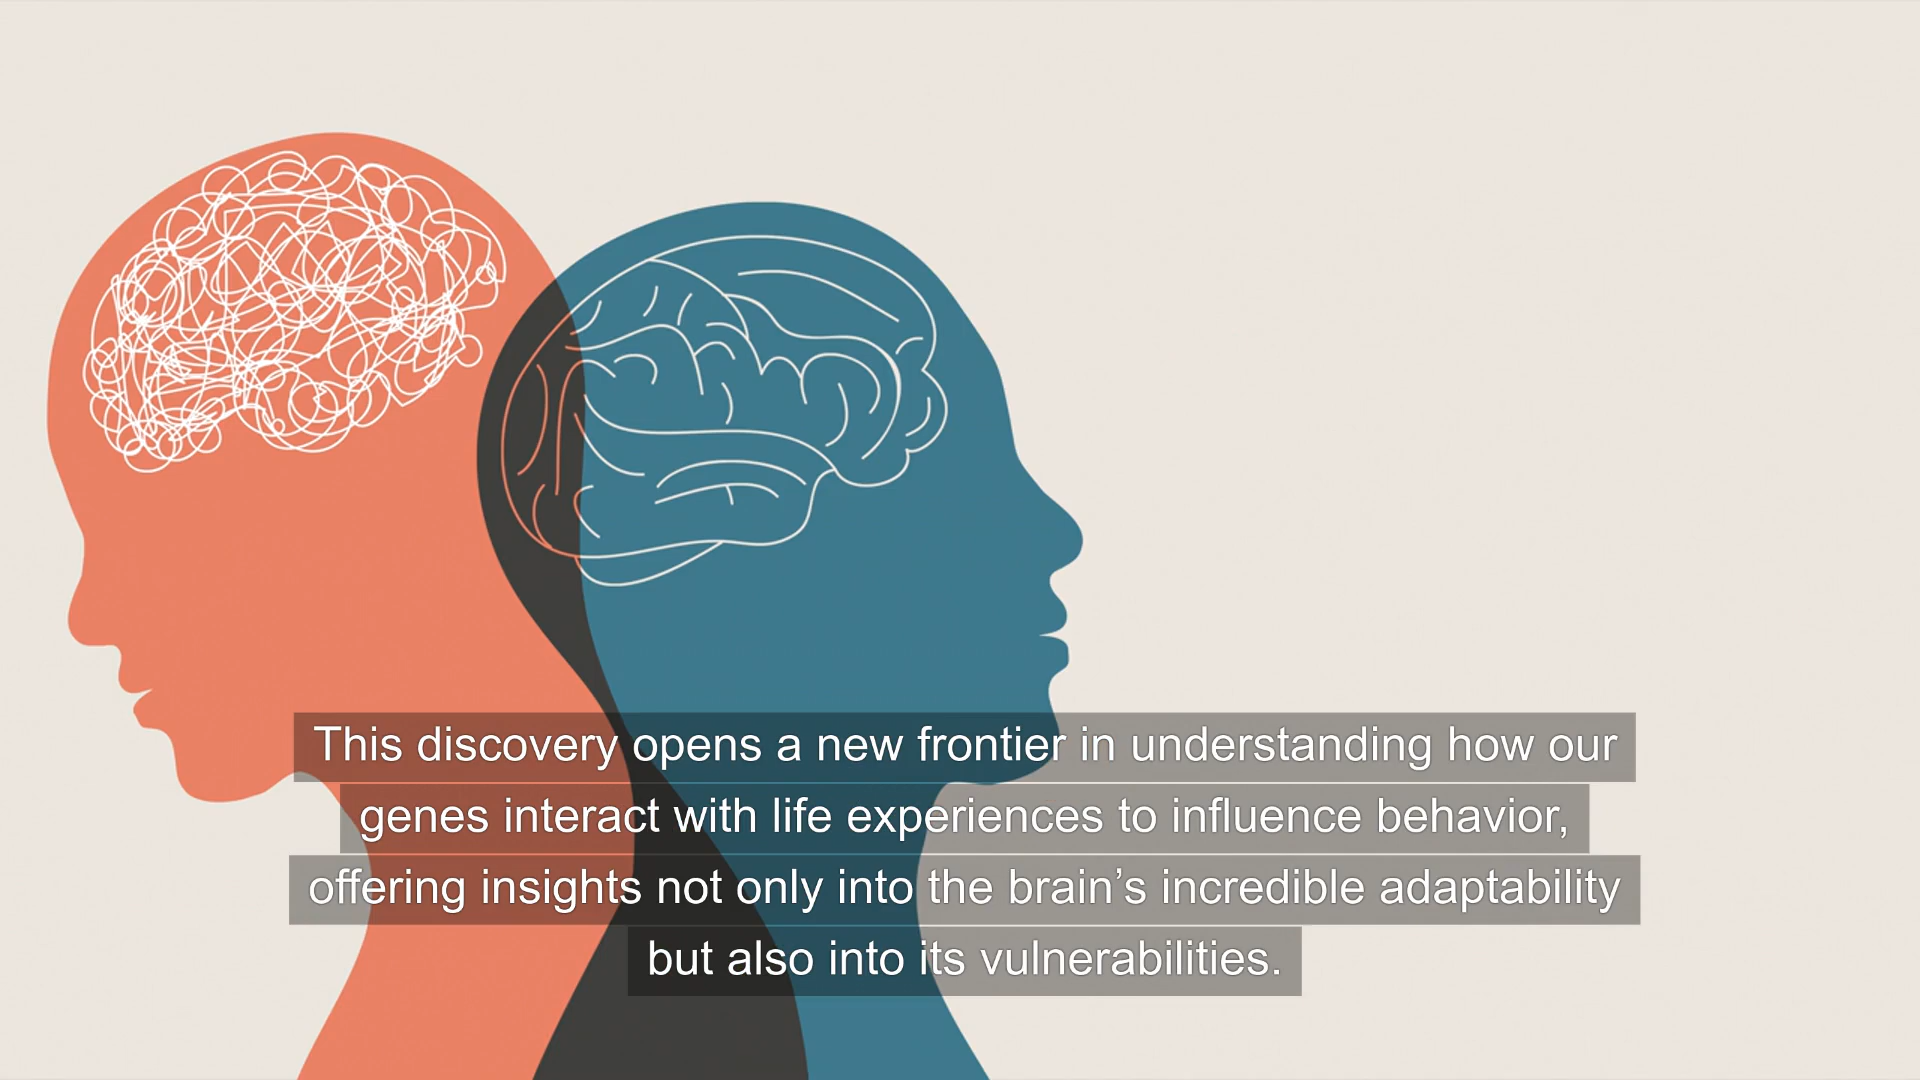 This discovery opens a new frontier in understanding how our
genes interact with life experiences to influence behavior,
offering insights not only into the brain’s incredible adaptability
but also into its vulnerabilities.